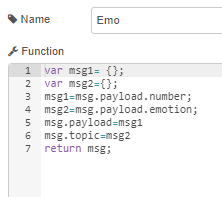 Name
Emo
Function
1 var msg1= {};
2 var msg2={};
3 msg1=msg.payload.number;
4 msg2=msg.payload.emotion;
5 msg.payload=msg1
6 msg.topic=msg2
7 return msg;